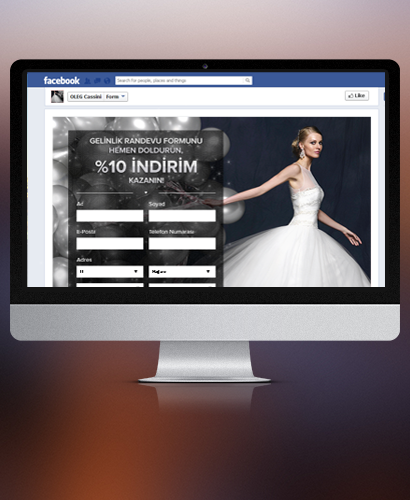 facebook
Search for people, places and things
OLEG Cassini Form
Like
GELİNLİK RANDEVU FORMUNU
HEMEN DOLDURUN,
%10 İNDİRİM
KAZANIN!
Ad Soyad
E-Posta Telefon Numarası
Adres
İl